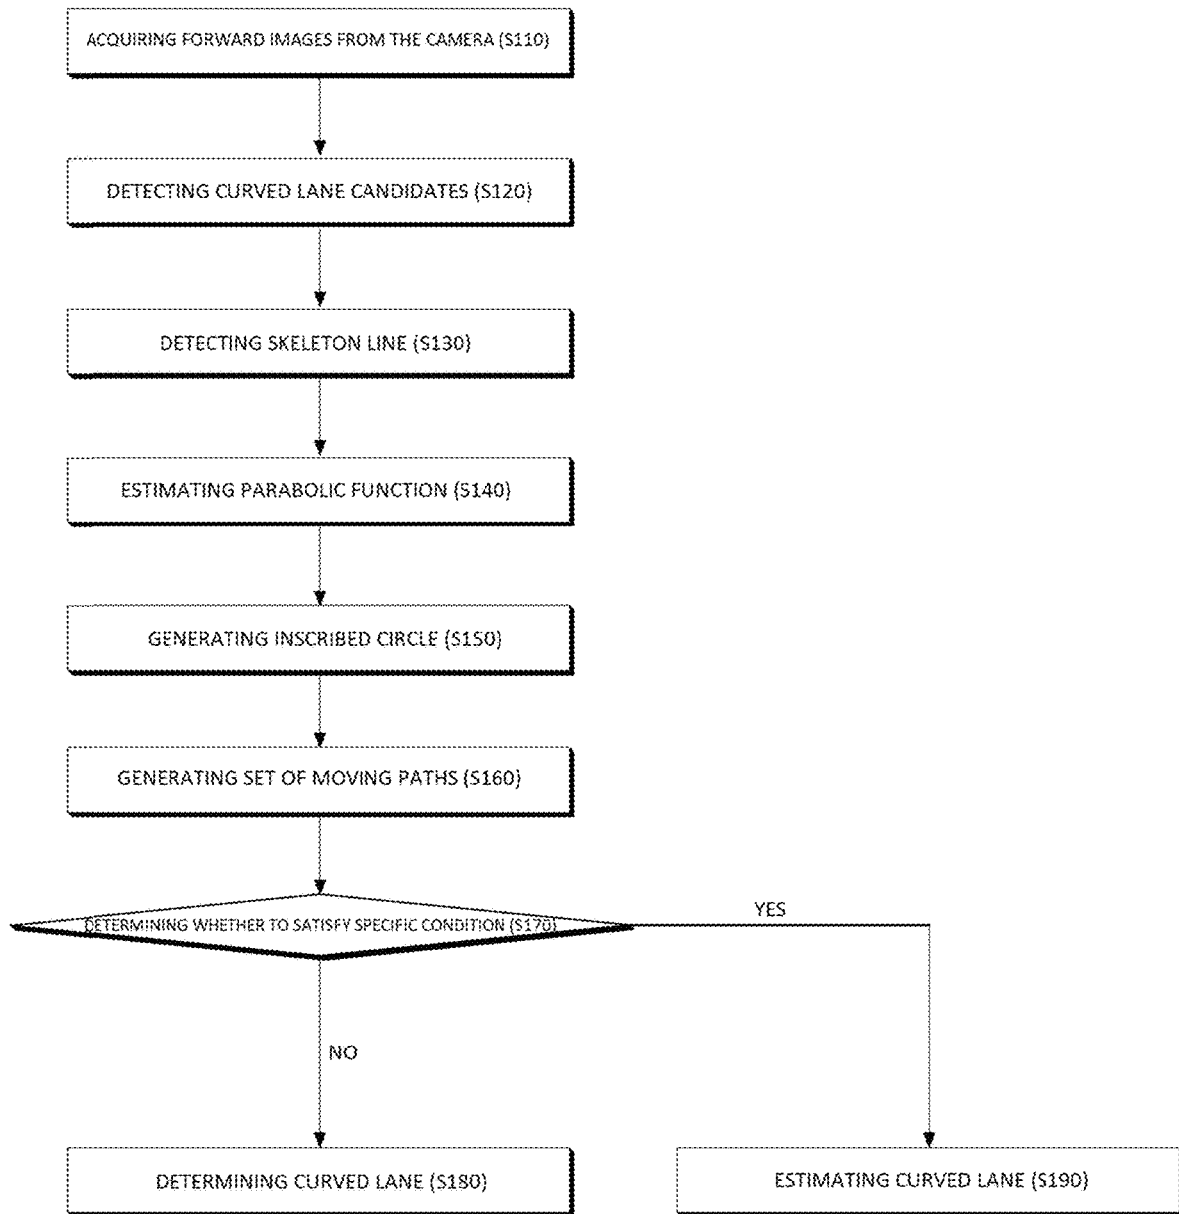 ACQUIRING FORWARD IMAGES FROM THE CAMERA (S110)
DETECTING CURVED LANE CANDIDATES (S120)
DETECTING SKELETON LINE (S130)
ESTIMATING PARABOLIC FUNCTION (S140)
GENERATING INSCRIBED CIRCLE (S150)
GENERATING SET OF MOVING PATHS (S160)
DETERMINING WHETHER TO SATISFY SPECIFIC CONDITION (S170)
YES
NO
DETERMINING CURVED LANE (S180)
ESTIMATING CURVED LANE (S190)